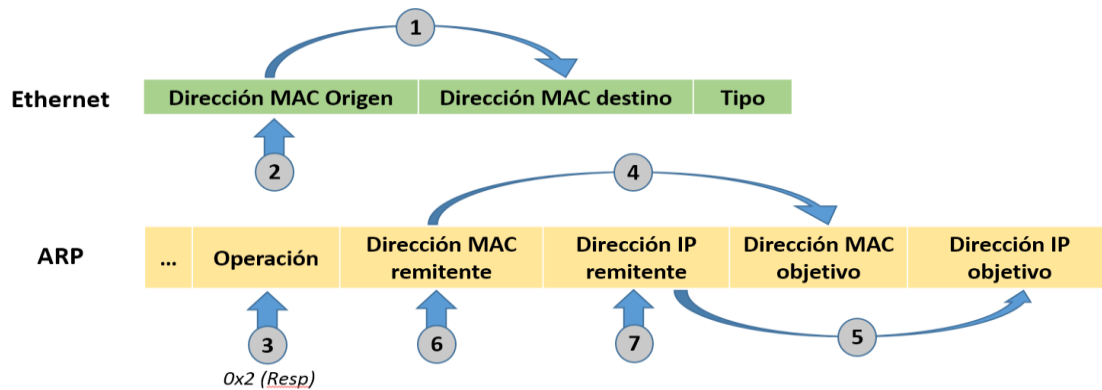 1
Ethernet
Dirección MAC Origen
Dirección MAC destino
Tipo
2
4
ARP
...
Operación
Dirección MAC
remitente
Dirección IP
remitente
Dirección MAC
objetivo
Dirección IP
objetivo
3
6
7
5
0x2 (Resp)